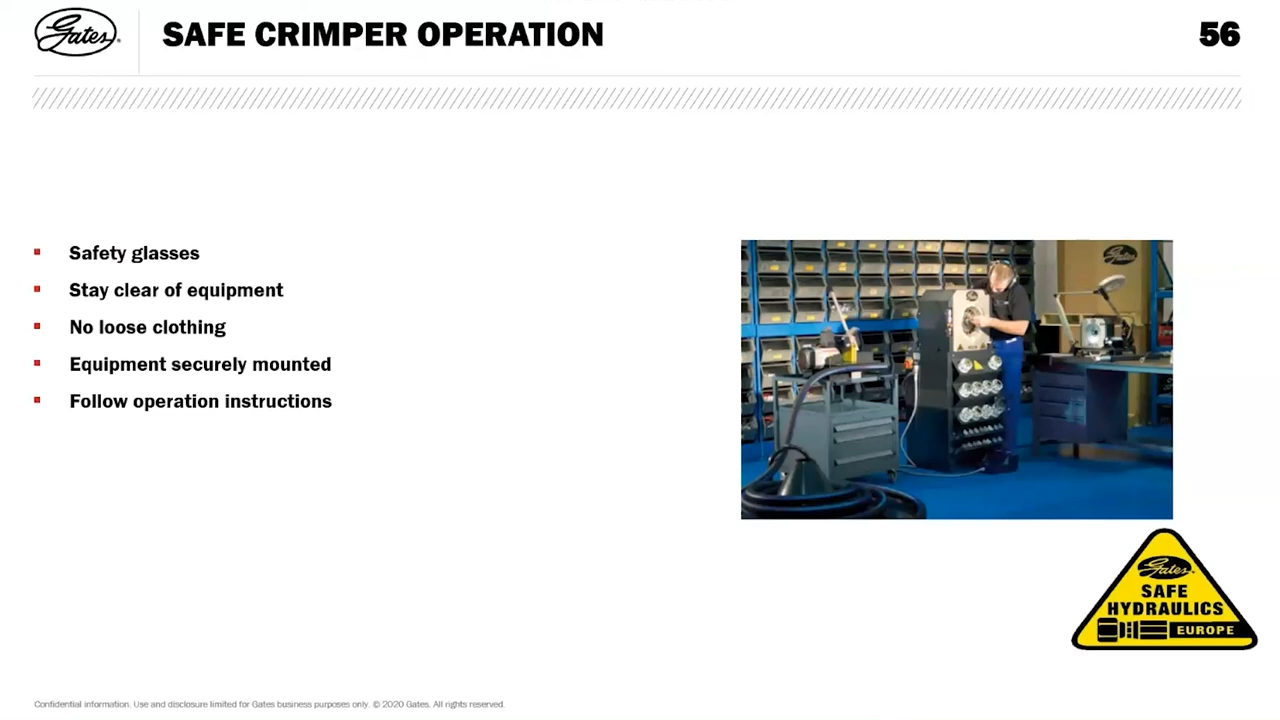 Gates
SAFE CRIMPER OPERATION
56
Safety glasses
Stay clear of equipment
No loose clothing
Equipment securely mounted
Follow operation instructions
Gates
Gates
SAFE
HYDRAULICS
EUROPE
Confidential information. Use and disclosure limited for Gates business purposes only. © 2020 Gates. All rights reserved.